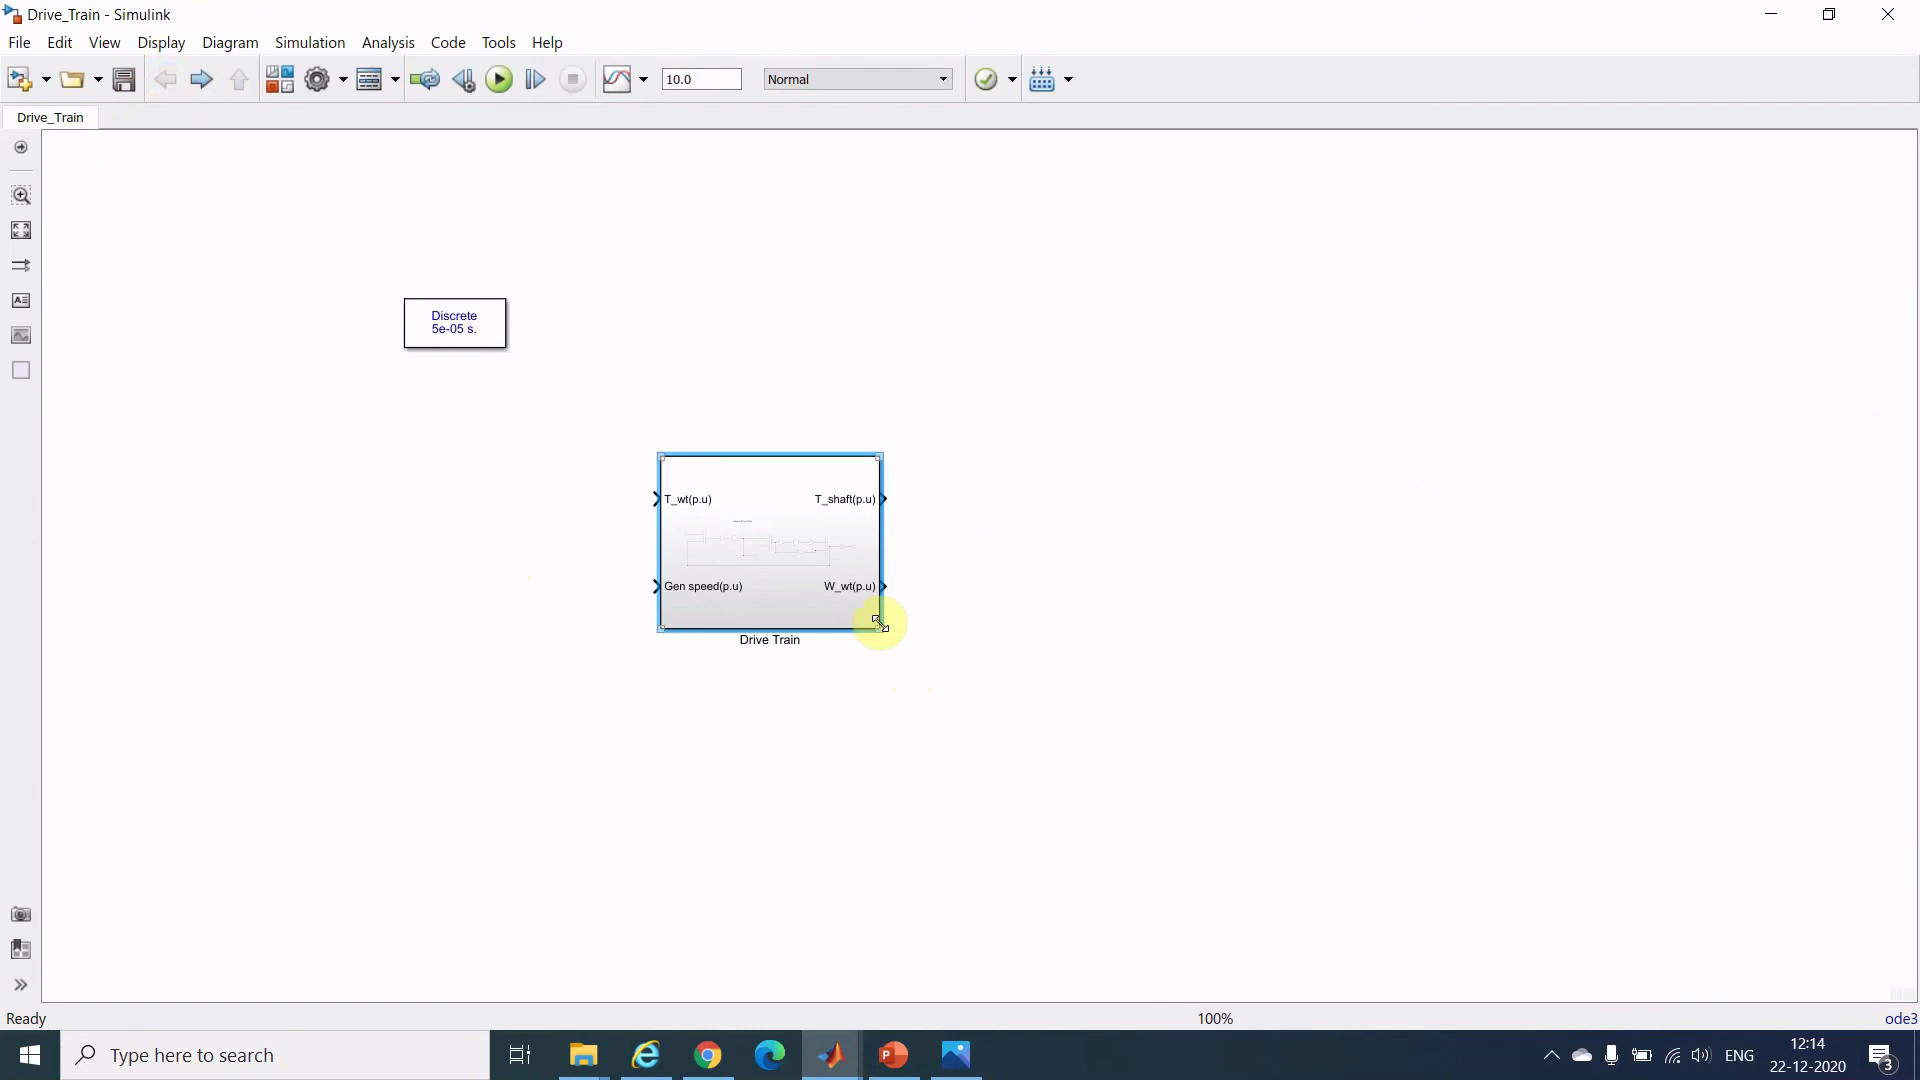 Drive_Train - Simulink
File Edit View Display Diagram Simulation Analysis Code Tools Help
10.0 Normal
Drive_Train
Discrete
5e-05 s.
T_wt(p.u) T_shaft(p.u)
Gen speed(p.u) W_wt(p.u)
Drive Train
Ready 100% ode3
Type here to search
ENG
12:14
22-12-2020
3